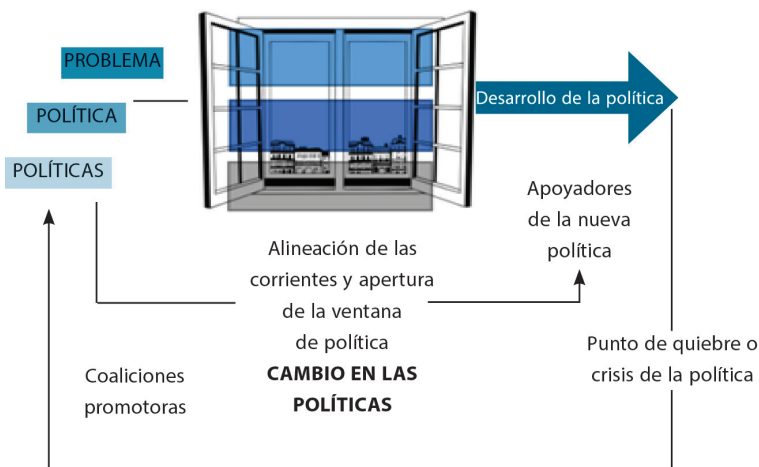 PROBLEMA
POLÍTICA
POLÍTICAS
Desarrollo de la política
Apoyadores
de la nueva
política
Alineación de las
corrientes y apertura
de la ventana
de política
CAMBIO EN LAS
POLÍTICAS
Coaliciones
promotoras
Punto de quiebre o
crisis de la política